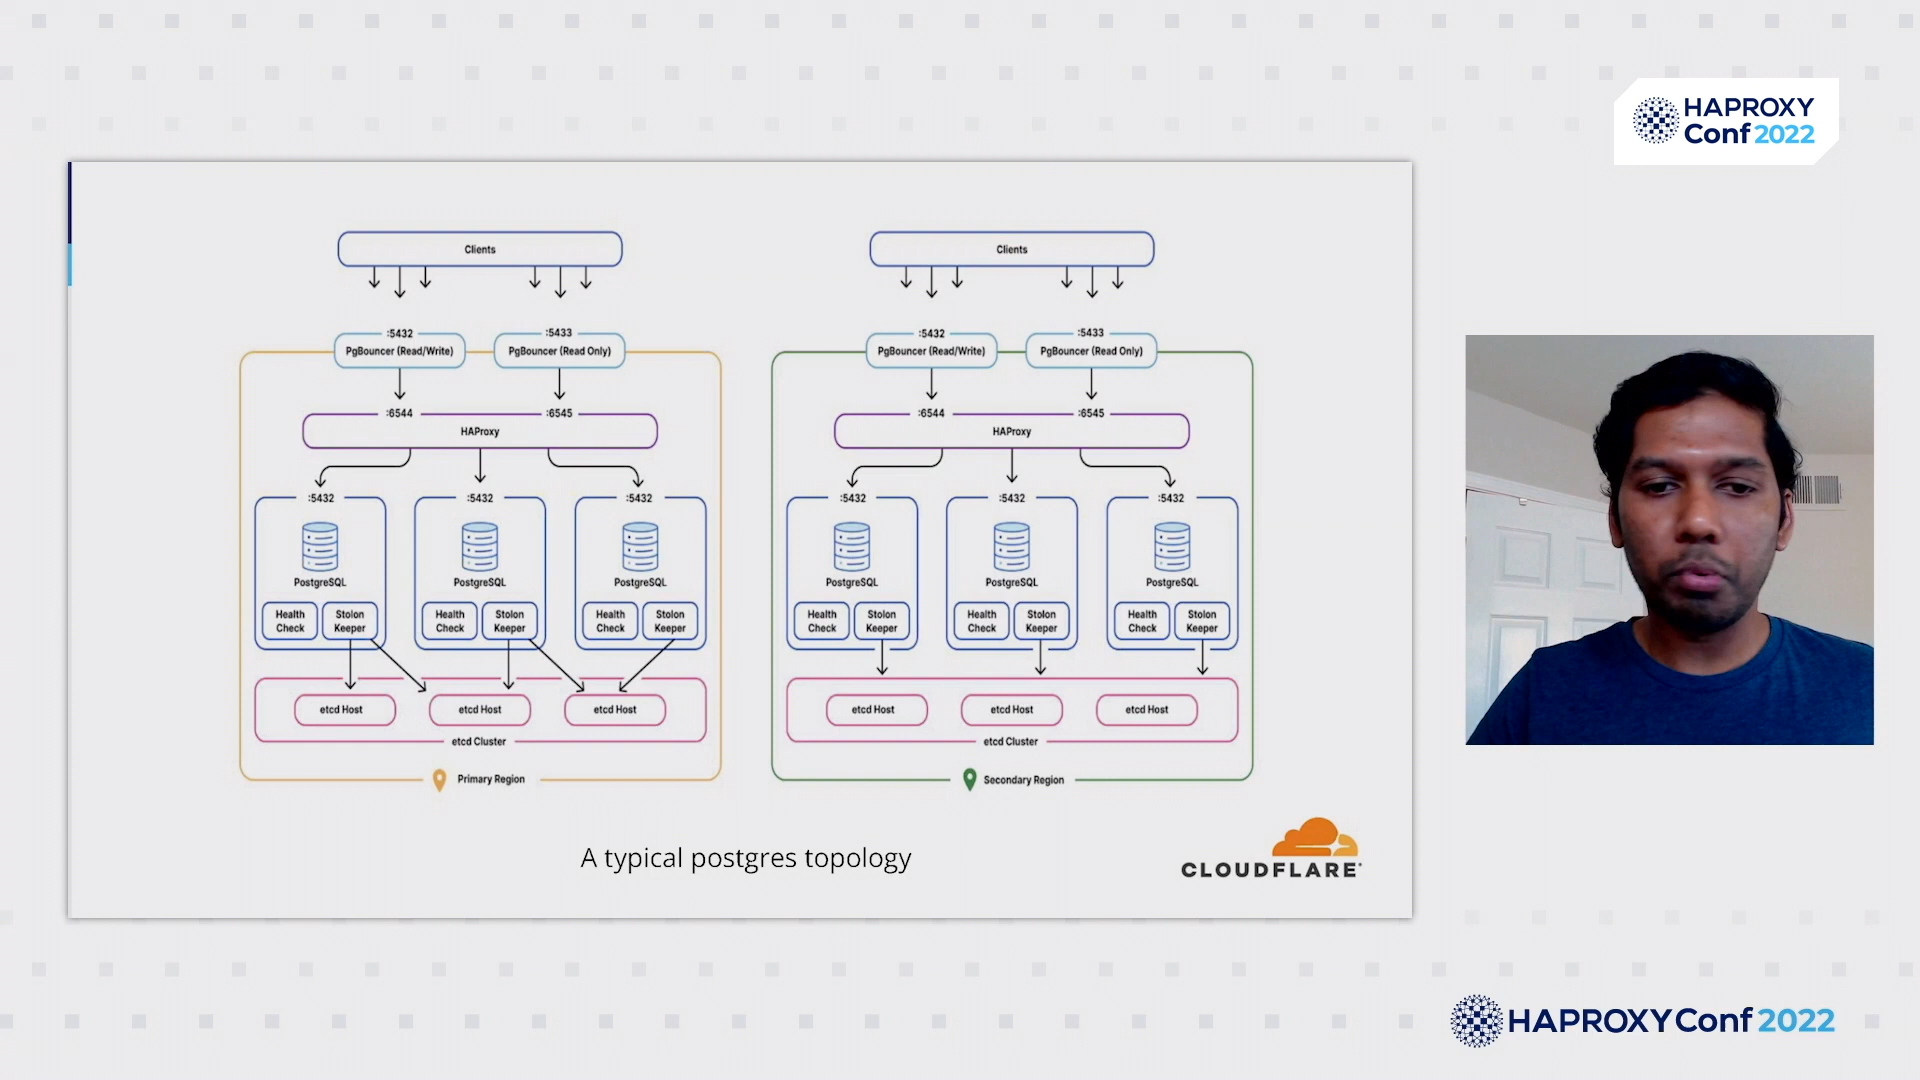 HAPROXY
Conf 2022
Clients
:5432
:5433
PgBouncer (Read/Write)
PgBouncer (Read Only)
:6544
:6545
HAProxy
:5432
:5432
:5432
PostgreSQL
PostgreSQL
PostgreSQL
Health
Check
Stolon
Keeper
Health
Check
Stolon
Keeper
Health
Check
Stolon
Keeper
etcd Host
etcd Host
etcd Host
etcd Cluster
Primary Region
Clients
:5432
:5433
PgBouncer (Read/Write)
PgBouncer (Read Only)
:6544
:6545
HAProxy
:5432
:5432
:5432
PostgreSQL
PostgreSQL
PostgreSQL
Health
Check
Stolon
Keeper
Health
Check
Stolon
Keeper
Health
Check
Stolon
Keeper
etcd Host
etcd Host
etcd Host
etcd Cluster
Secondary Region
A typical postgres topology
CLOUDFLARE
HAPROXYConf 2022